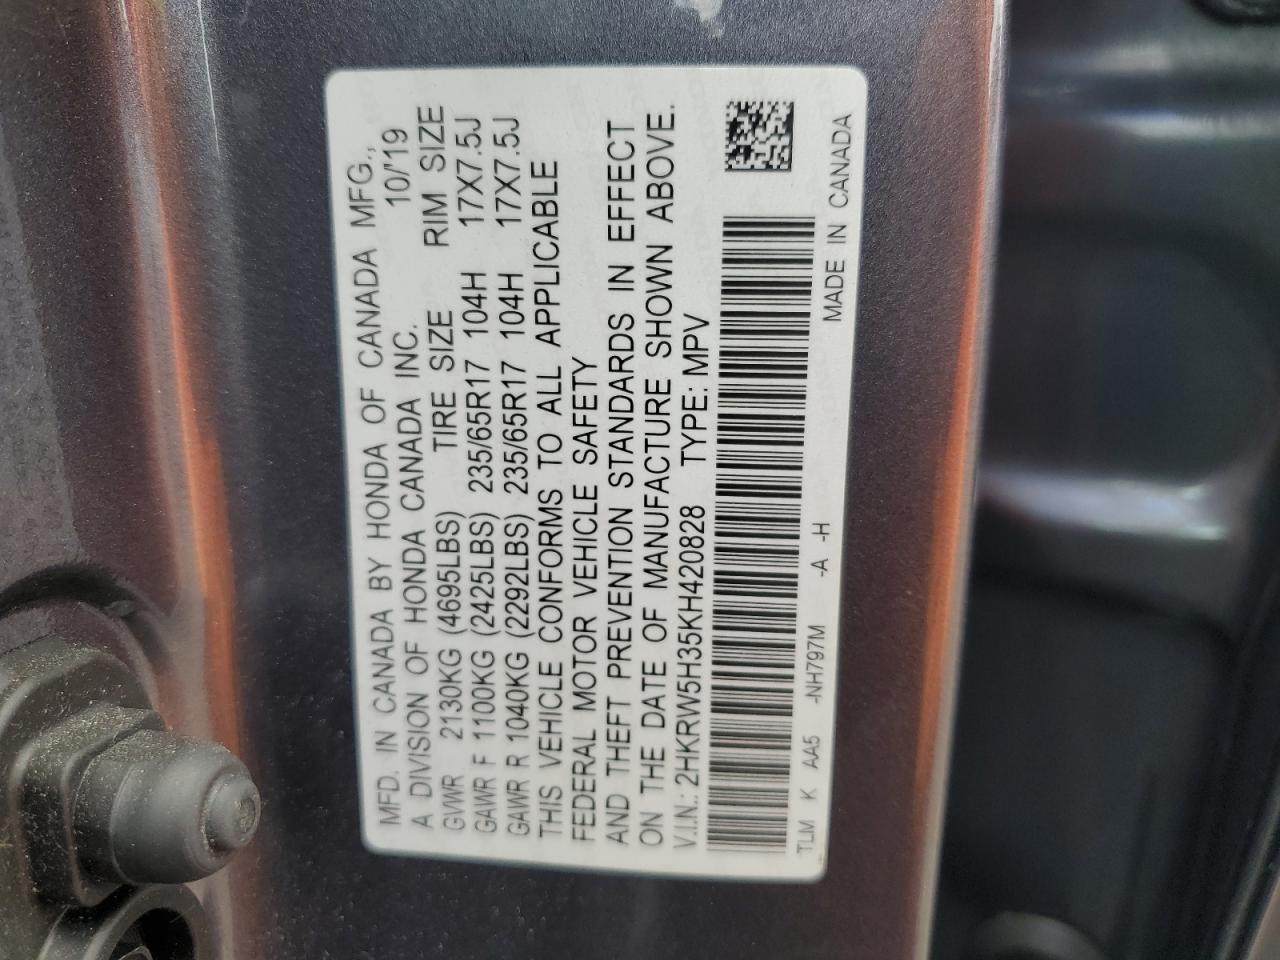 MFD. IN CANADA BY HONDA OF CANADA MFG.,
A DIVISION OF HONDA CANADA INC. 10/'19
GVWR 2130KG (4695LBS) TIRE SIZE RIM SIZE
GAWR F 1100KG (2425LBS) 235/65R17 104H 17X7.5J
GAWR R 1040KG (2292LBS) 235/65R17 104H 17X7.5J
THIS VEHICLE CONFORMS TO ALL APPLICABLE
FEDERAL MOTOR VEHICLE SAFETY
AND THEFT PREVENTION STANDARDS IN EFFECT
ON THE DATE OF MANUFACTURE SHOWN ABOVE.
V.I.N.: 2HKRW5H35KH420828 TYPE: MPV
TLM K AA5 -NH797M -A -H MADE IN CANADA